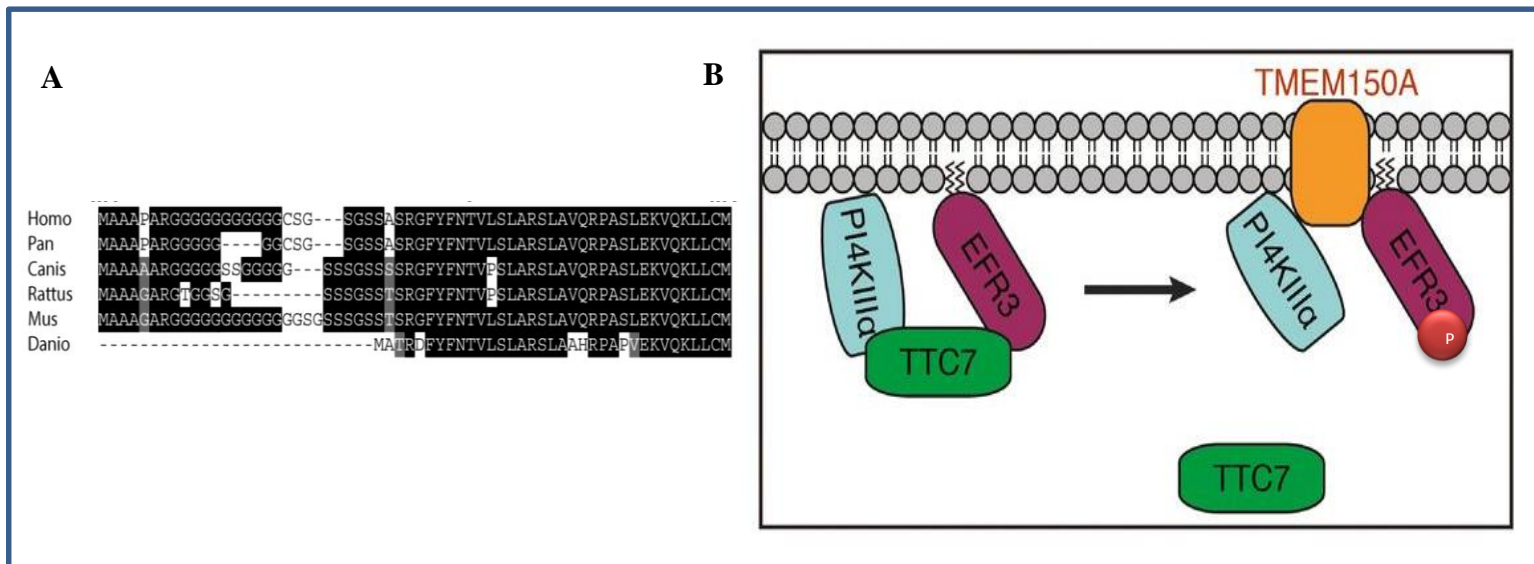 A
B
Homo MAAAPARGGGGGGGGGGGCSG---SGSSASRGFYFNTVLSLARSLAVQRPASLEKVQKLLCM
Pan MAAAPARGGGGG----GGCSG---SGSSASRGFYFNTVLSLARSLAVQRPASLEKVQKLLCM
Canis MAAAAARGGGGGSSGGGGG---SSSGSSSSRGFYFNTVPSLARSLAVQRPASLEKVQKLLCM
Rattus MAAAGARGTGGSG---------SSSGSSTSRGFYFNTVPSLARSLAVQRPASLEKVQKLLCM
Mus MAAAGARGGGGGGGGGGGGGSGSSSGSSTSRGFYFNTVLSLARSLAVQRPASLEKVQKLLCM
Danio ---------------------------MATRDFYFNTVLSLARSLAAHRPAPVEKVQKLLCM
TMEM150A
PI4KIIIα
EFR3
TTC7
PI4KIIIα
EFR3
P
TTC7